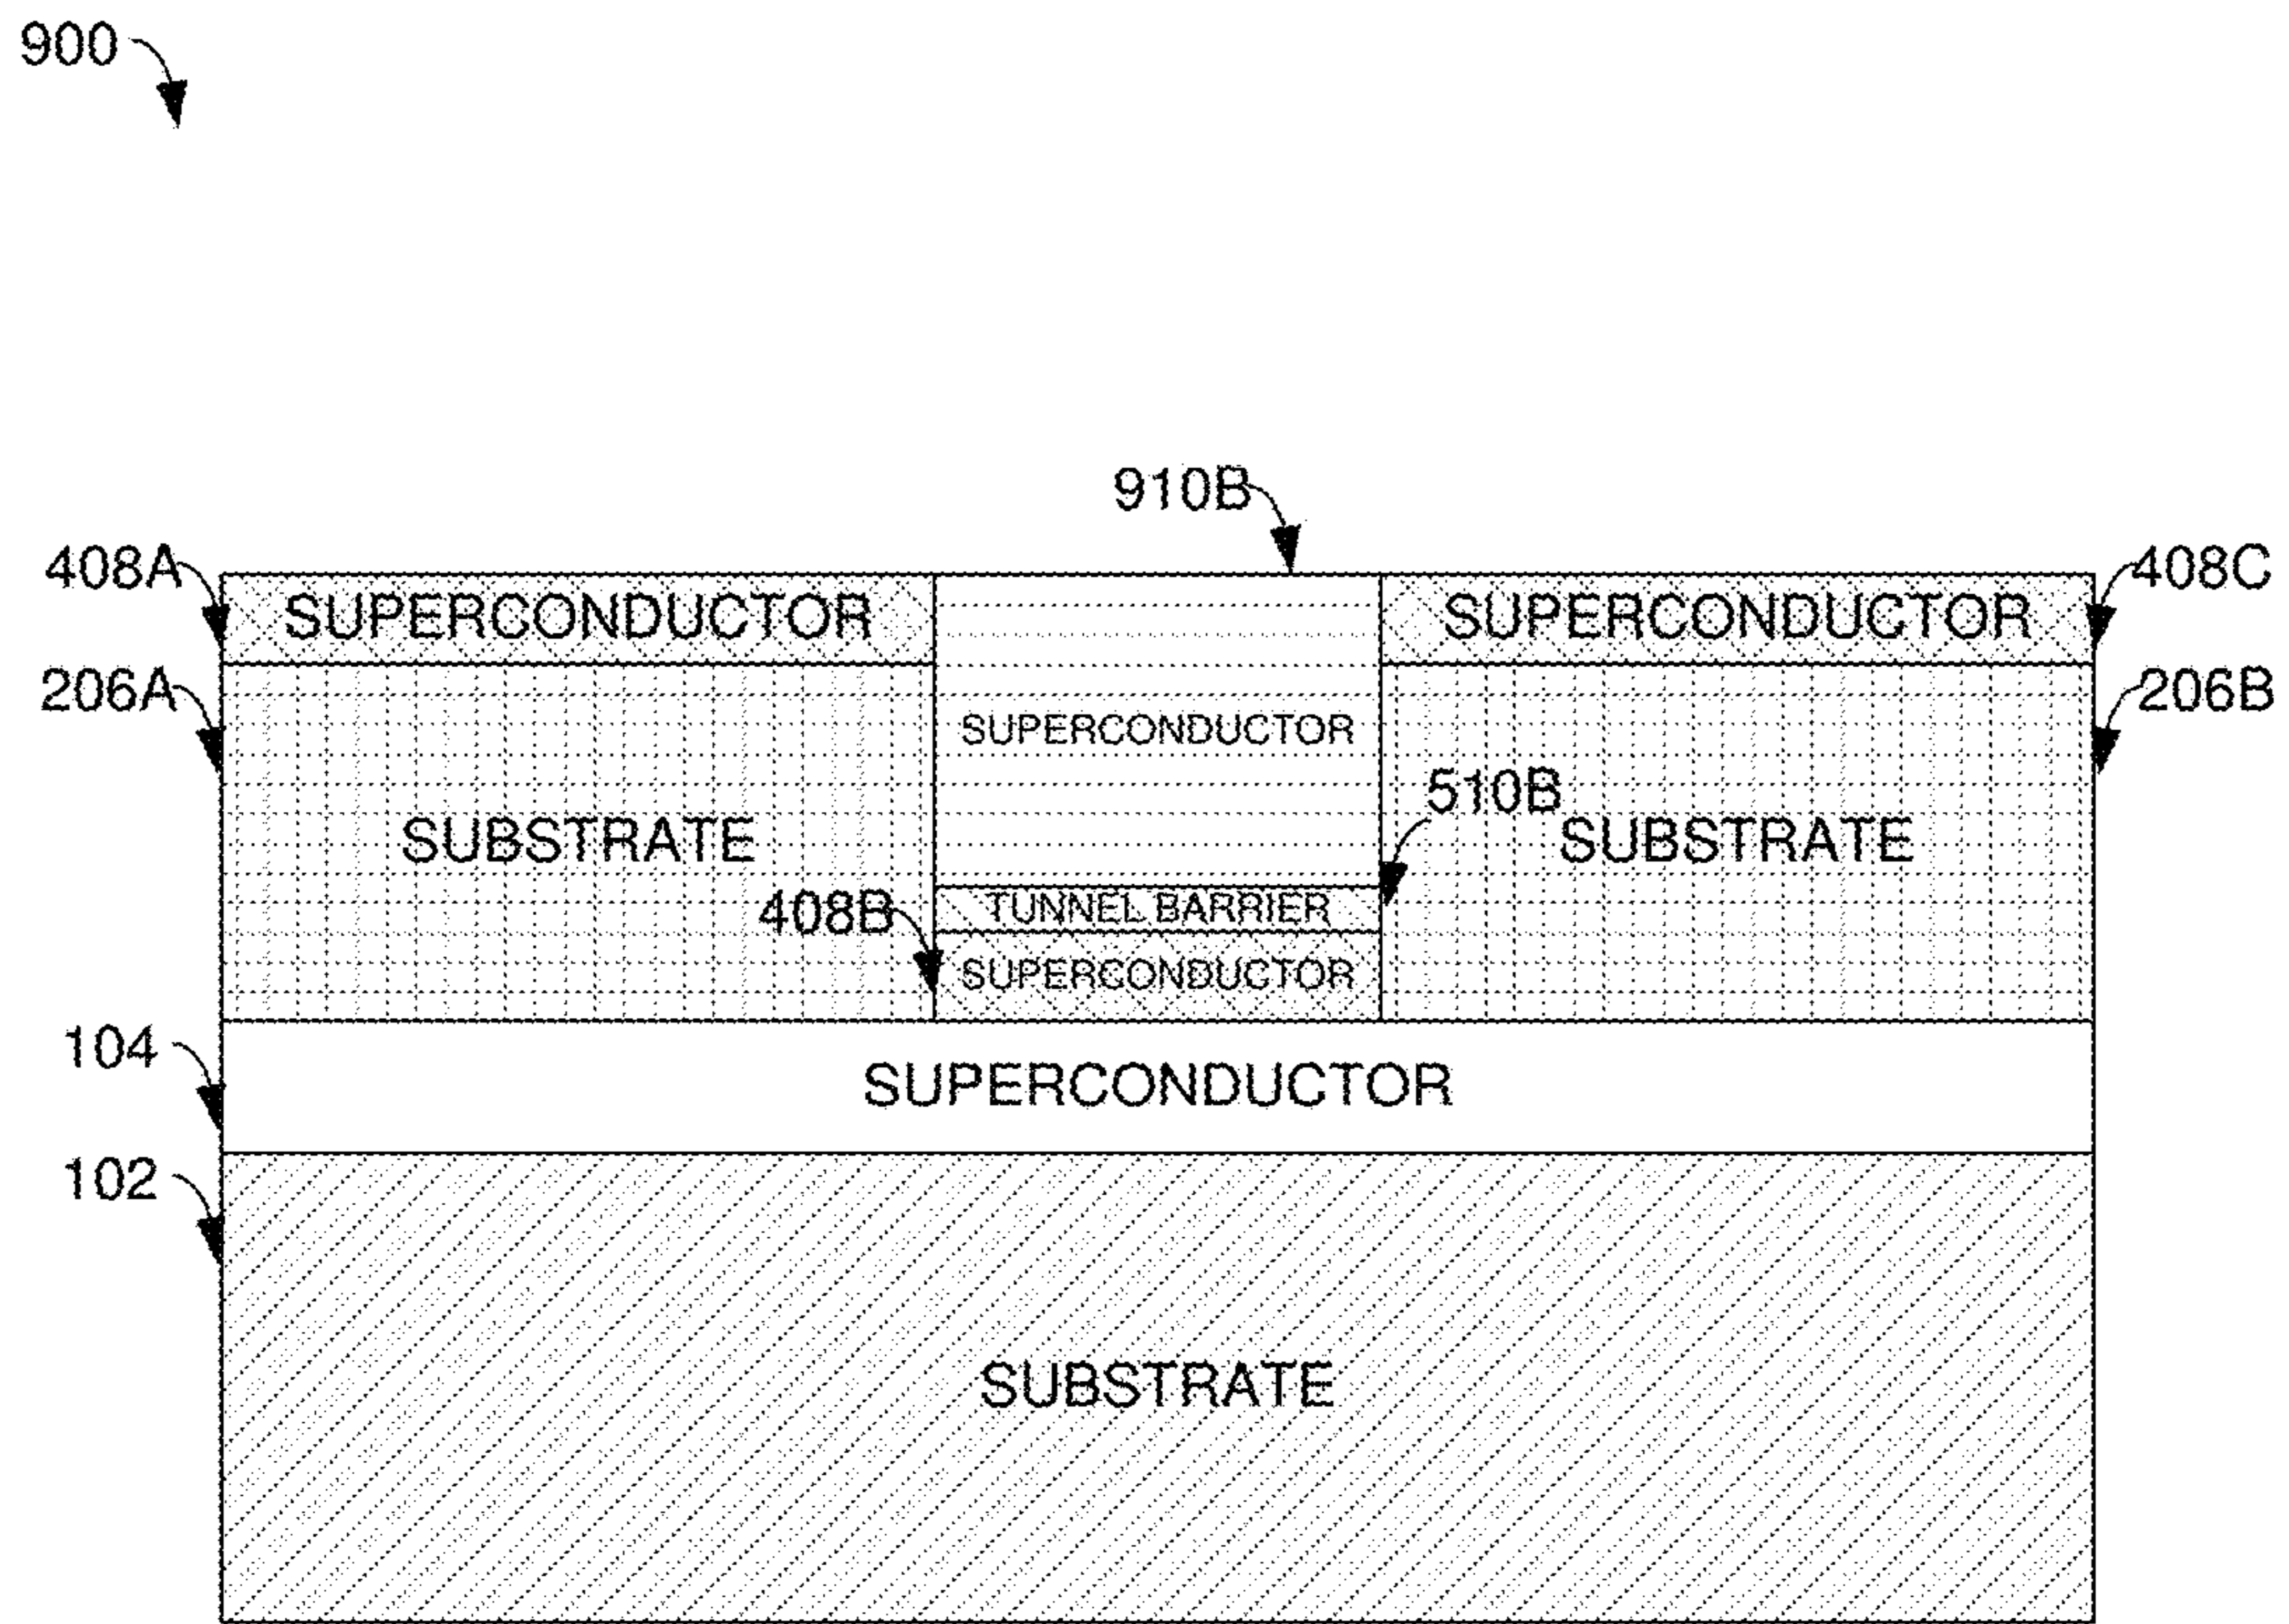 900
910B
408A
SUPERCONDUCTOR
SUPERCONDUCTOR
408C
206A
206B
SUPERCONDUCTOR
510B
SUBSTRATE
SUBSTRATE
408B
TUNNEL BARRIER
SUPERCONDUCTOR
104
SUPERCONDUCTOR
102
SUBSTRATE